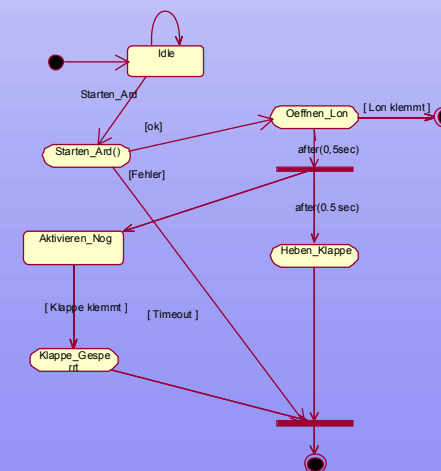 Idle
Starten_Ard
Oeffnen_Lon
[ Lon klemmt ]
[ok]
Starten_Ard()
after(0,5sec)
[Fehler]
after(0.5 sec)
Aktivieren_Nog
Heben_Klappe
[ Klappe klemmt ]
[ Timeout ]
Klappe_Gespe
rrt